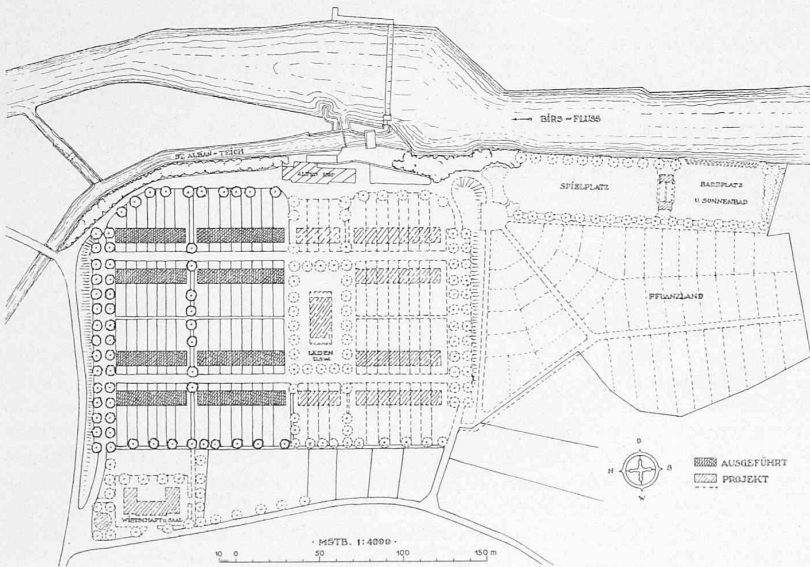 BIRS - FLUSS
ST. ALBAN - TEICH
SPIELPLATZ
BADEPLATZ
U. SONNENBAD
PFLANZLAND
LÄDEN
U.S.W.
O
N
S
W
AUSGEFÜHRT
PROJEKT
WIRTSCHAFT U. SAAL
· MSTB. 1:4000 ·
10 0 50 100 150 m